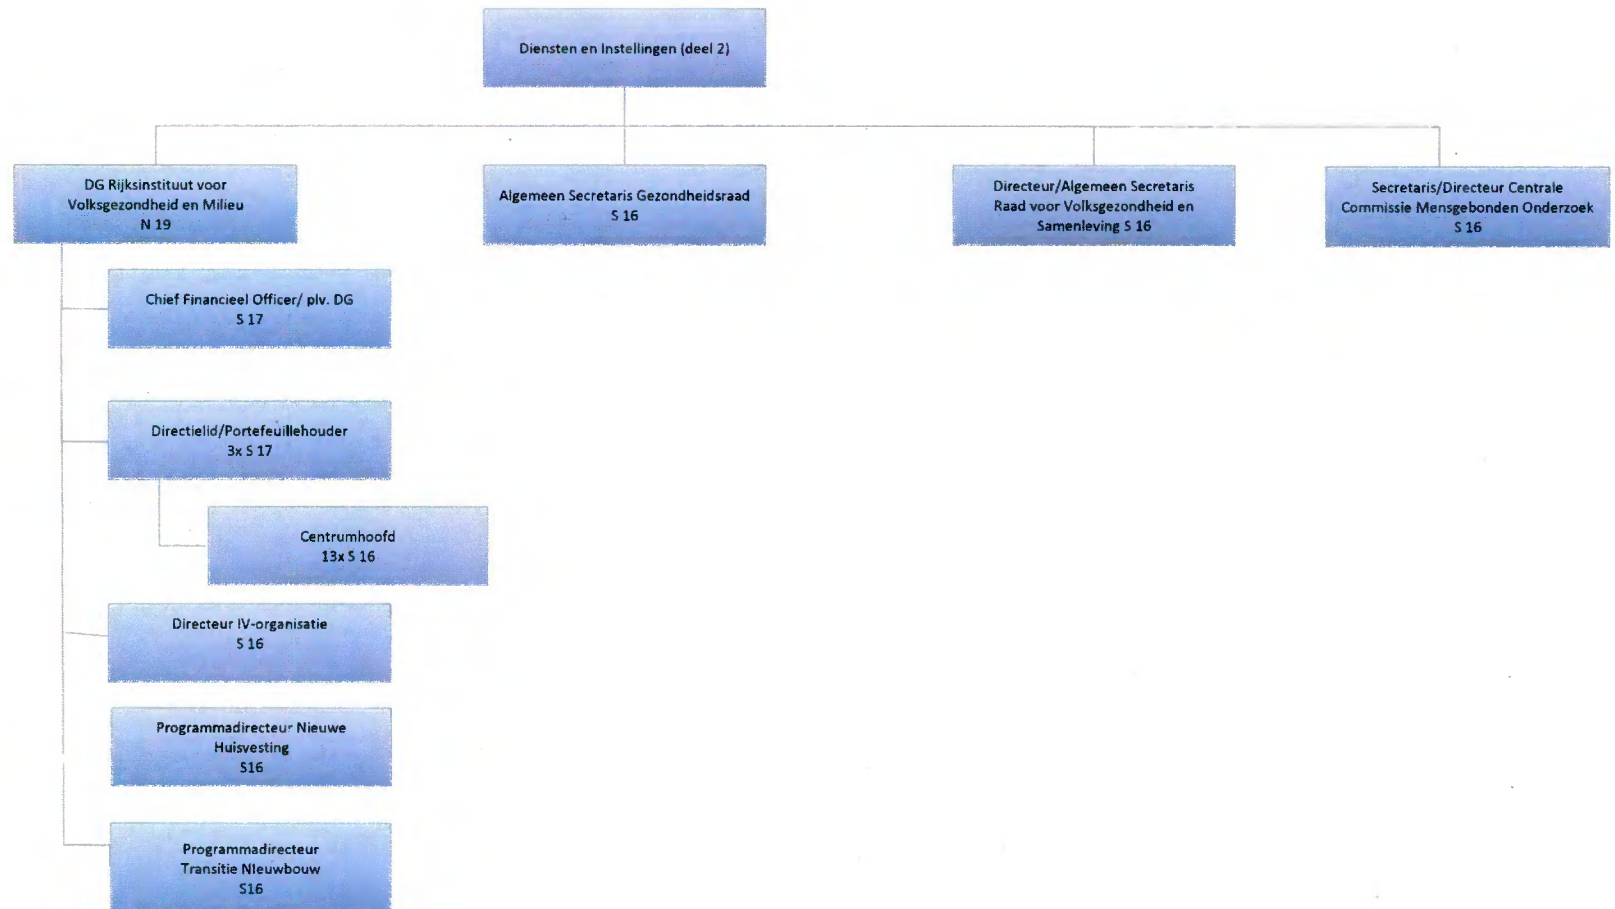 Diensten en Instellingen (deel 2)
DG Rijksinstituut voor
Volksgezondheid en Milieu
N 19
Algemeen Secretaris Gezondheidsraad
S 16
Directeur/Algemeen Secretaris
Raad voor Volksgezondheid en
Samenleving S 16
Secretaris/Directeur Centrale
Commissie Mensgebonden Onderzoek
S 16
Chief Financieel Officer/ plv. DG
S 17
Directielid/Portefeuillehouder
3x S 17
Centrumhoofd
13x S 16
Directeur IV-organisatie
S 16
Programmadirecteur Nieuwe
Huisvesting
S16
Programmadirecteur
Transitie Nieuwbouw
S16